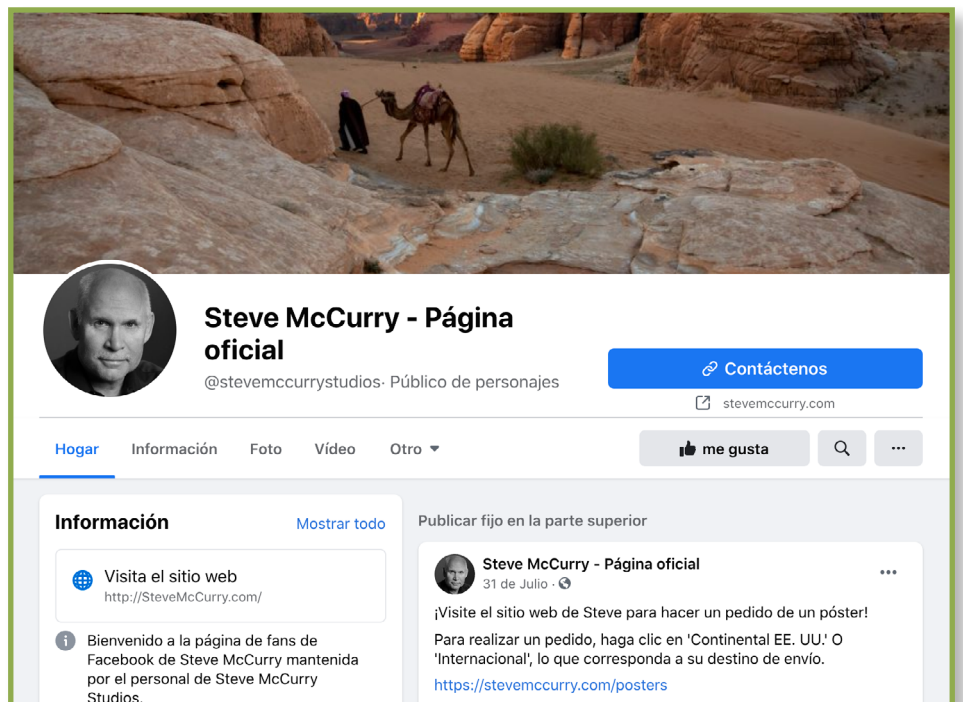 Steve McCurry - Página
oficial
@stevemccurrystudios· Público de personajes
Contáctenos
stevemccurry.com
Hogar
Información
Foto
Vídeo
Otro
me gusta
Información
Mostrar todo
Visita el sitio web
http://SteveMcCurry.com/
Bienvenido a la página de fans de
Facebook de Steve McCurry mantenida
por el personal de Steve McCurry
Studios.
Publicar fijo en la parte superior
Steve McCurry - Página oficial
31 de Julio ·
¡Visite el sitio web de Steve para hacer un pedido de un póster!
Para realizar un pedido, haga clic en 'Continental EE. UU.' O
'Internacional', lo que corresponda a su destino de envío.
https://stevemccurry.com/posters